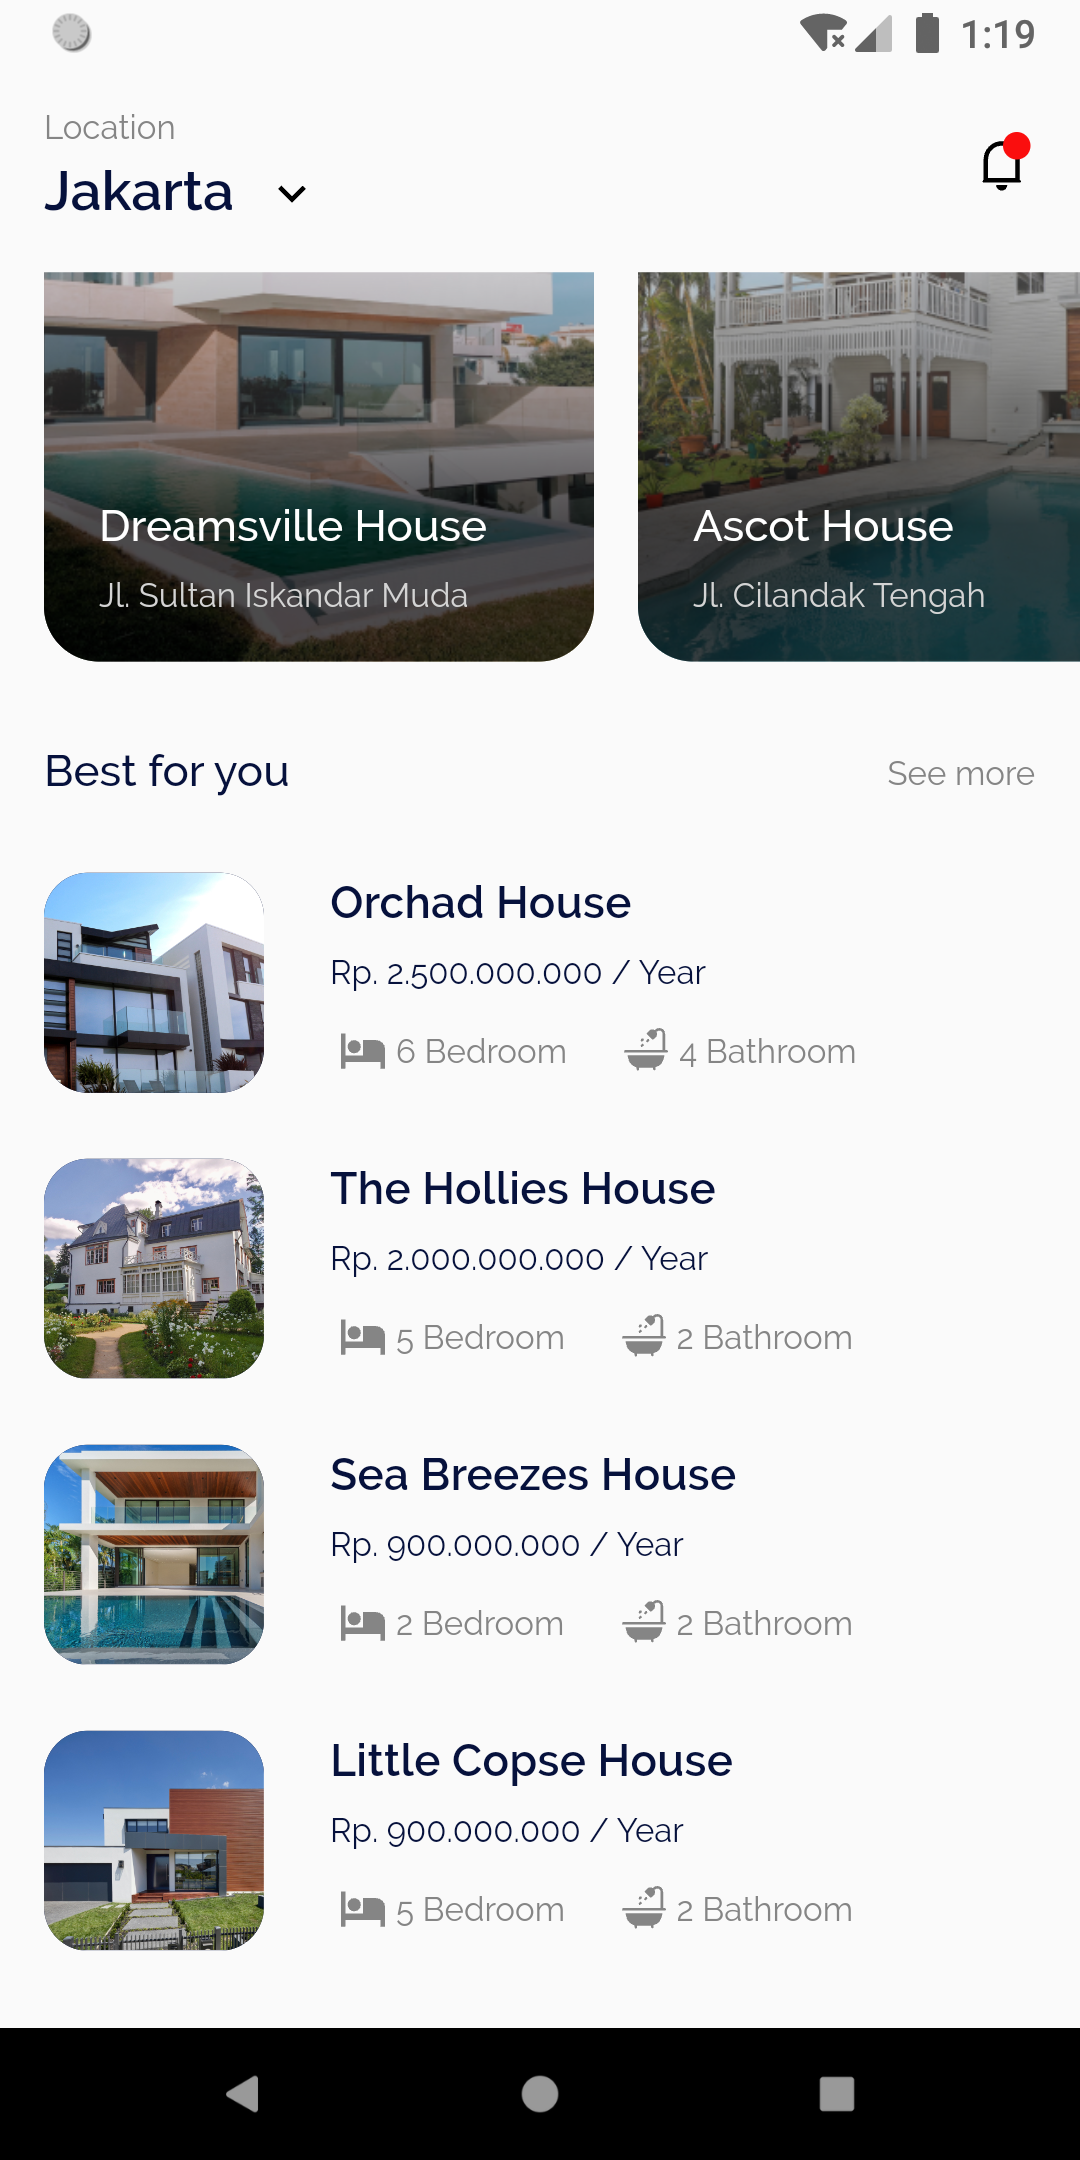 1:19
Location
Jakarta
Dreamsville House
Jl. Sultan Iskandar Muda
Ascot House
Jl. Cilandak Tengah
Best for you
See more
Orchad House
Rp. 2.500.000.000 / Year
6 Bedroom
4 Bathroom
The Hollies House
Rp. 2.000.000.000 / Year
5 Bedroom
2 Bathroom
Sea Breezes House
Rp. 900.000.000 / Year
2 Bedroom
2 Bathroom
Little Copse House
Rp. 900.000.000 / Year
5 Bedroom
2 Bathroom